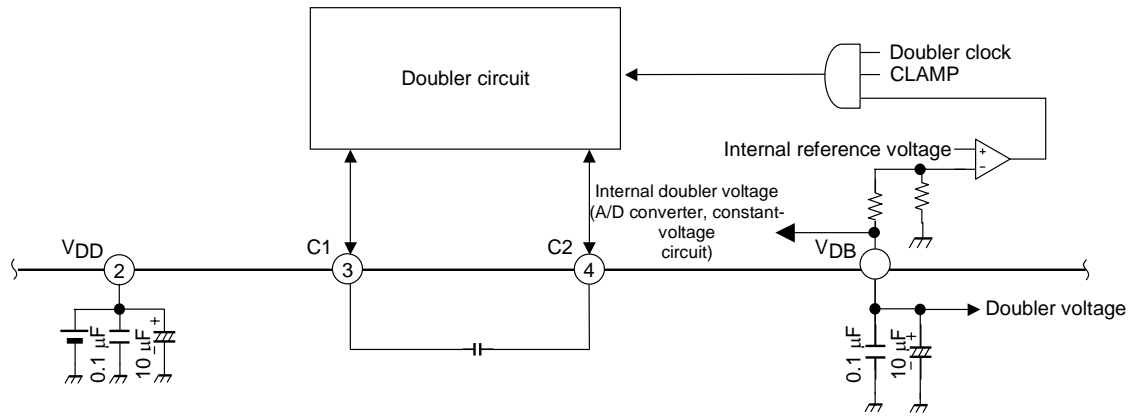 Doubler clock
CLAMP
Doubler circuit
Internal reference voltage
+
−
Internal doubler voltage
(A/D converter, constant-
voltage
circuit)
VDD
C1
C2
VDB
2
3
4
Doubler voltage
0.1 µF
10 µF
+
−
0.1 µF
10 µF
+
−